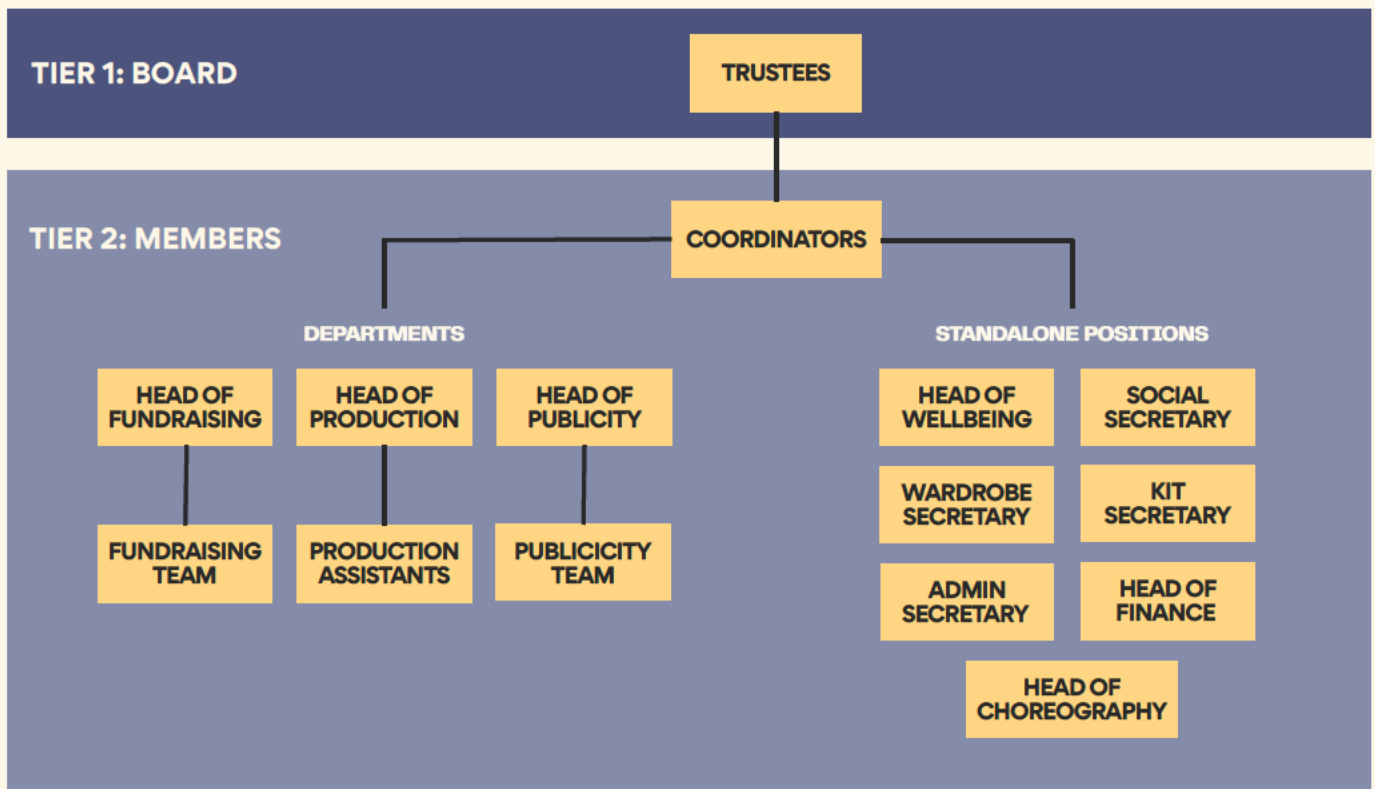 TIER 1: BOARD
TRUSTEES
TIER 2: MEMBERS
COORDINATORS
DEPARTMENTS
HEAD OF
FUNDRAISING
HEAD OF
PRODUCTION
HEAD OF
PUBLICITY
FUNDRAISING
TEAM
PRODUCTION
ASSISTANTS
PUBLICICITY
TEAM
STANDALONE POSITIONS
HEAD OF
WELLBEING
SOCIAL
SECRETARY
WARDROBE
SECRETARY
KIT
SECRETARY
ADMIN
SECRETARY
HEAD OF
FINANCE
HEAD OF
CHOREOGRAPHY